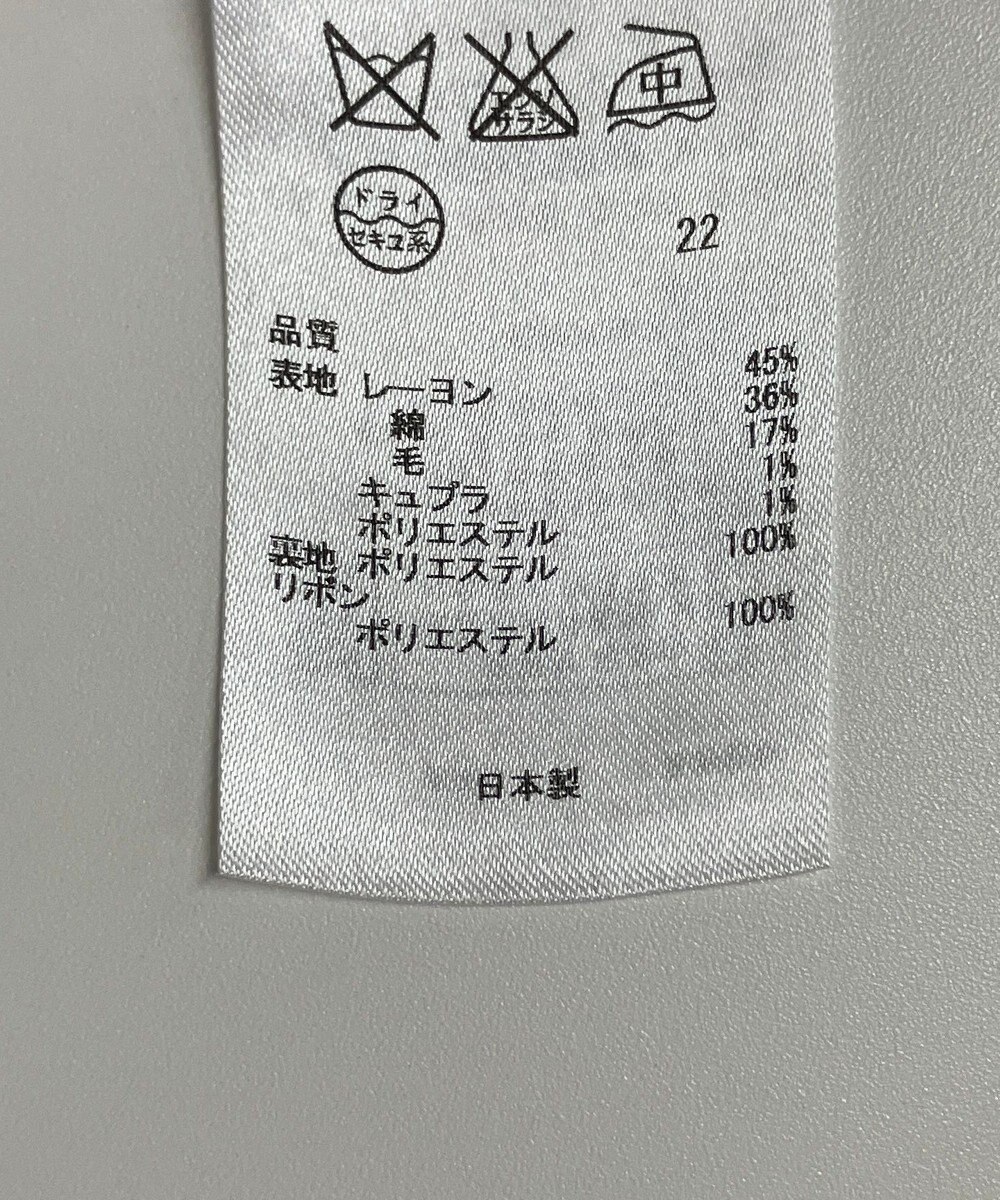 エンソ
サラシ
中
ドライ
セキユ系
22
品質
表地 レーヨン 45%
綿 36%
毛 17%
キュプラ 1%
ポリエステル 1%
裏地 ポリエステル 100%
リボン
ポリエステル 100%
日本製